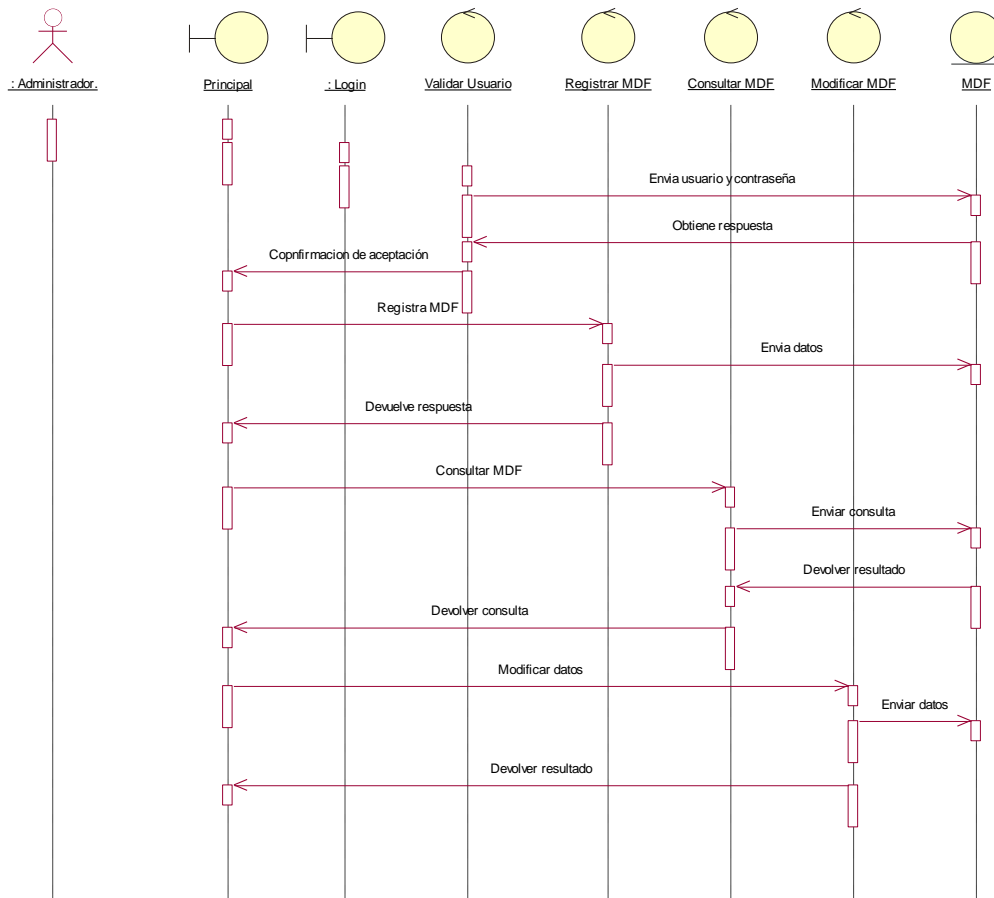 : Administrador.
Principal
: Login
Validar Usuario
Registrar MDF
Consultar MDF
Modificar MDF
MDF
Envia usuario y contraseña
Obtiene respuesta
Copnfirmacion de aceptación
Registra MDF
Envia datos
Devuelve respuesta
Consultar MDF
Enviar consulta
Devolver resultado
Devolver consulta
Modificar datos
Enviar datos
Devolver resultado